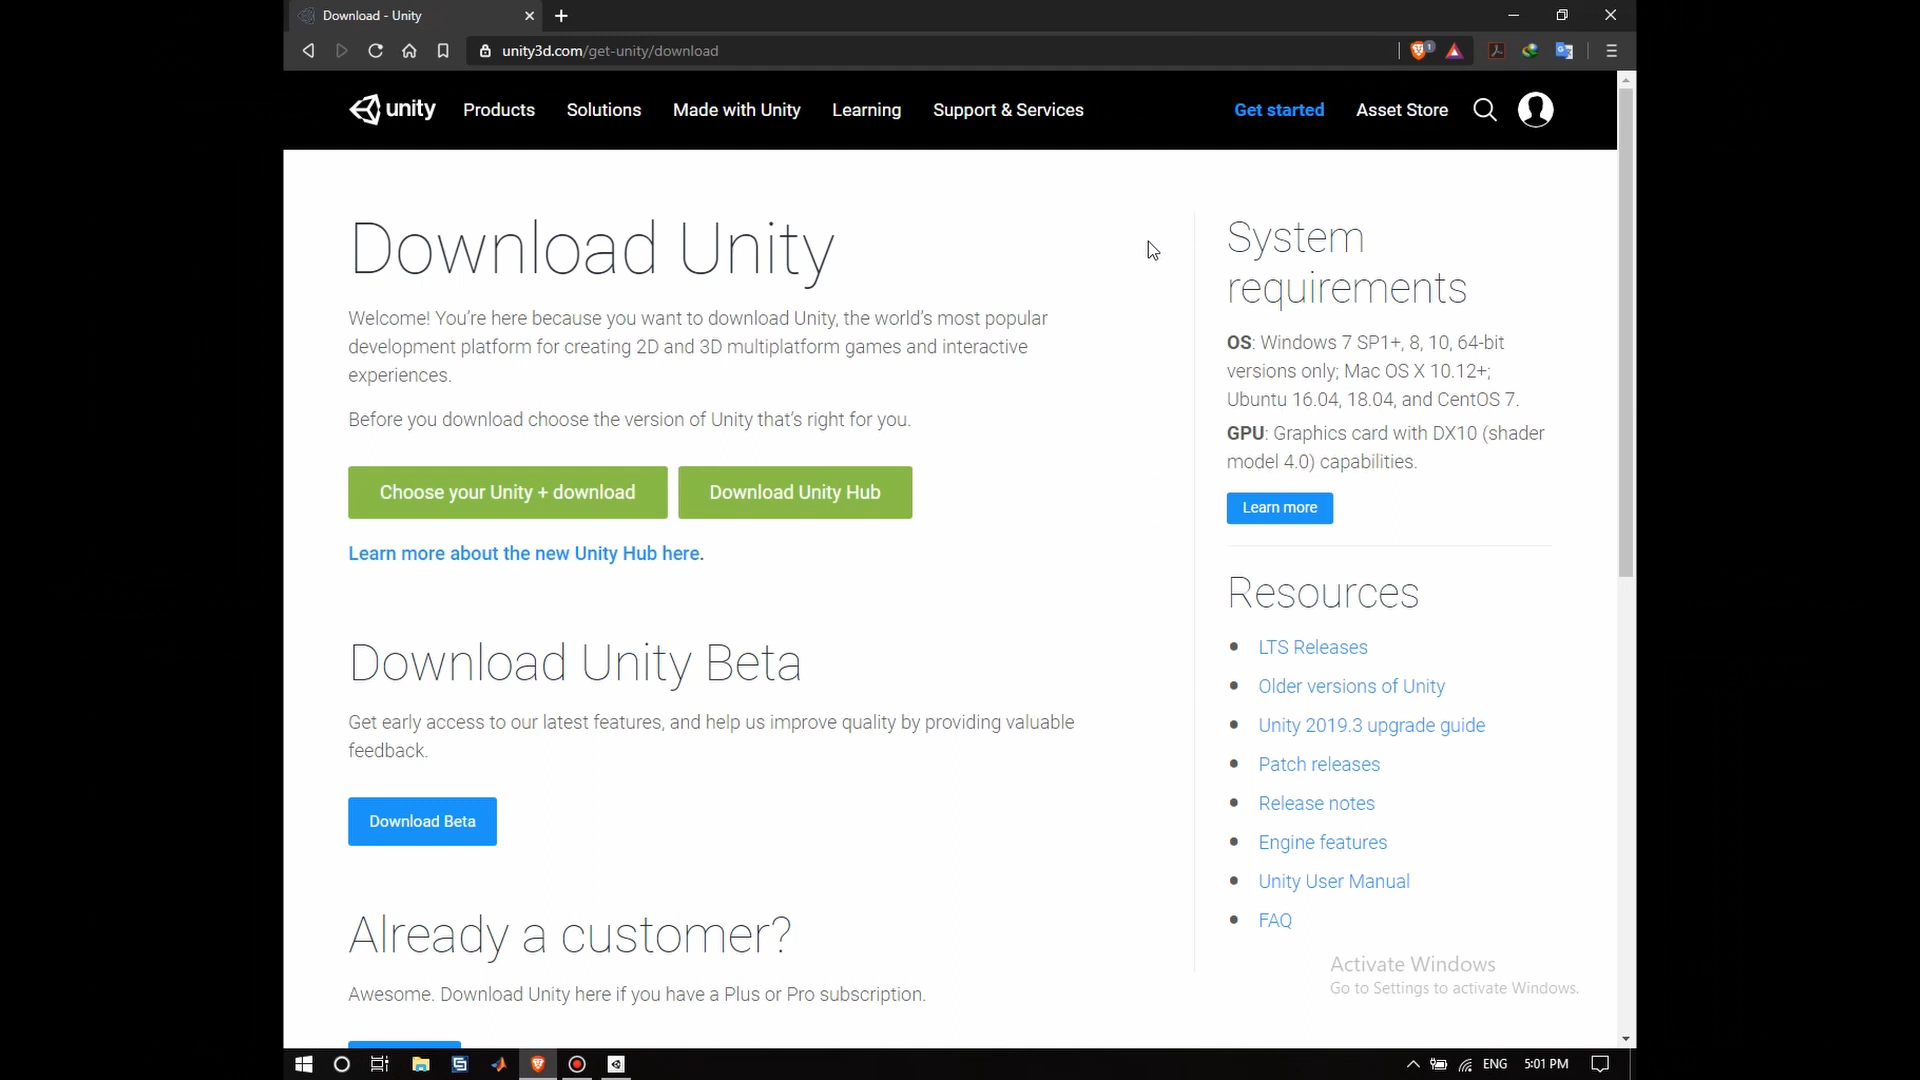 Download - Unity
unity3d.com/get-unity/download
1
unity
Products
Solutions
Made with Unity
Learning
Support & Services
Get started
Asset Store
Download Unity
Welcome! You're here because you want to download Unity, the world's most popular
development platform for creating 2D and 3D multiplatform games and interactive
experiences.
Before you download choose the version of Unity that's right for you.
Choose your Unity + download
Download Unity Hub
Learn more about the new Unity Hub here.
Download Unity Beta
Get early access to our latest features, and help us improve quality by providing valuable
feedback.
Download Beta
Already a customer?
Awesome. Download Unity here if you have a Plus or Pro subscription.
System
requirements
OS: Windows 7 SP1+, 8, 10, 64-bit
versions only; Mac OS X 10.12+;
Ubuntu 16.04, 18.04, and CentOS 7.
GPU: Graphics card with DX10 (shader
model 4.0) capabilities.
Learn more
Resources
LTS Releases
Older versions of Unity
Unity 2019.3 upgrade guide
Patch releases
Release notes
Engine features
Unity User Manual
FAQ
Activate Windows
Go to Settings to activate Windows.
ENG
5:01 PM